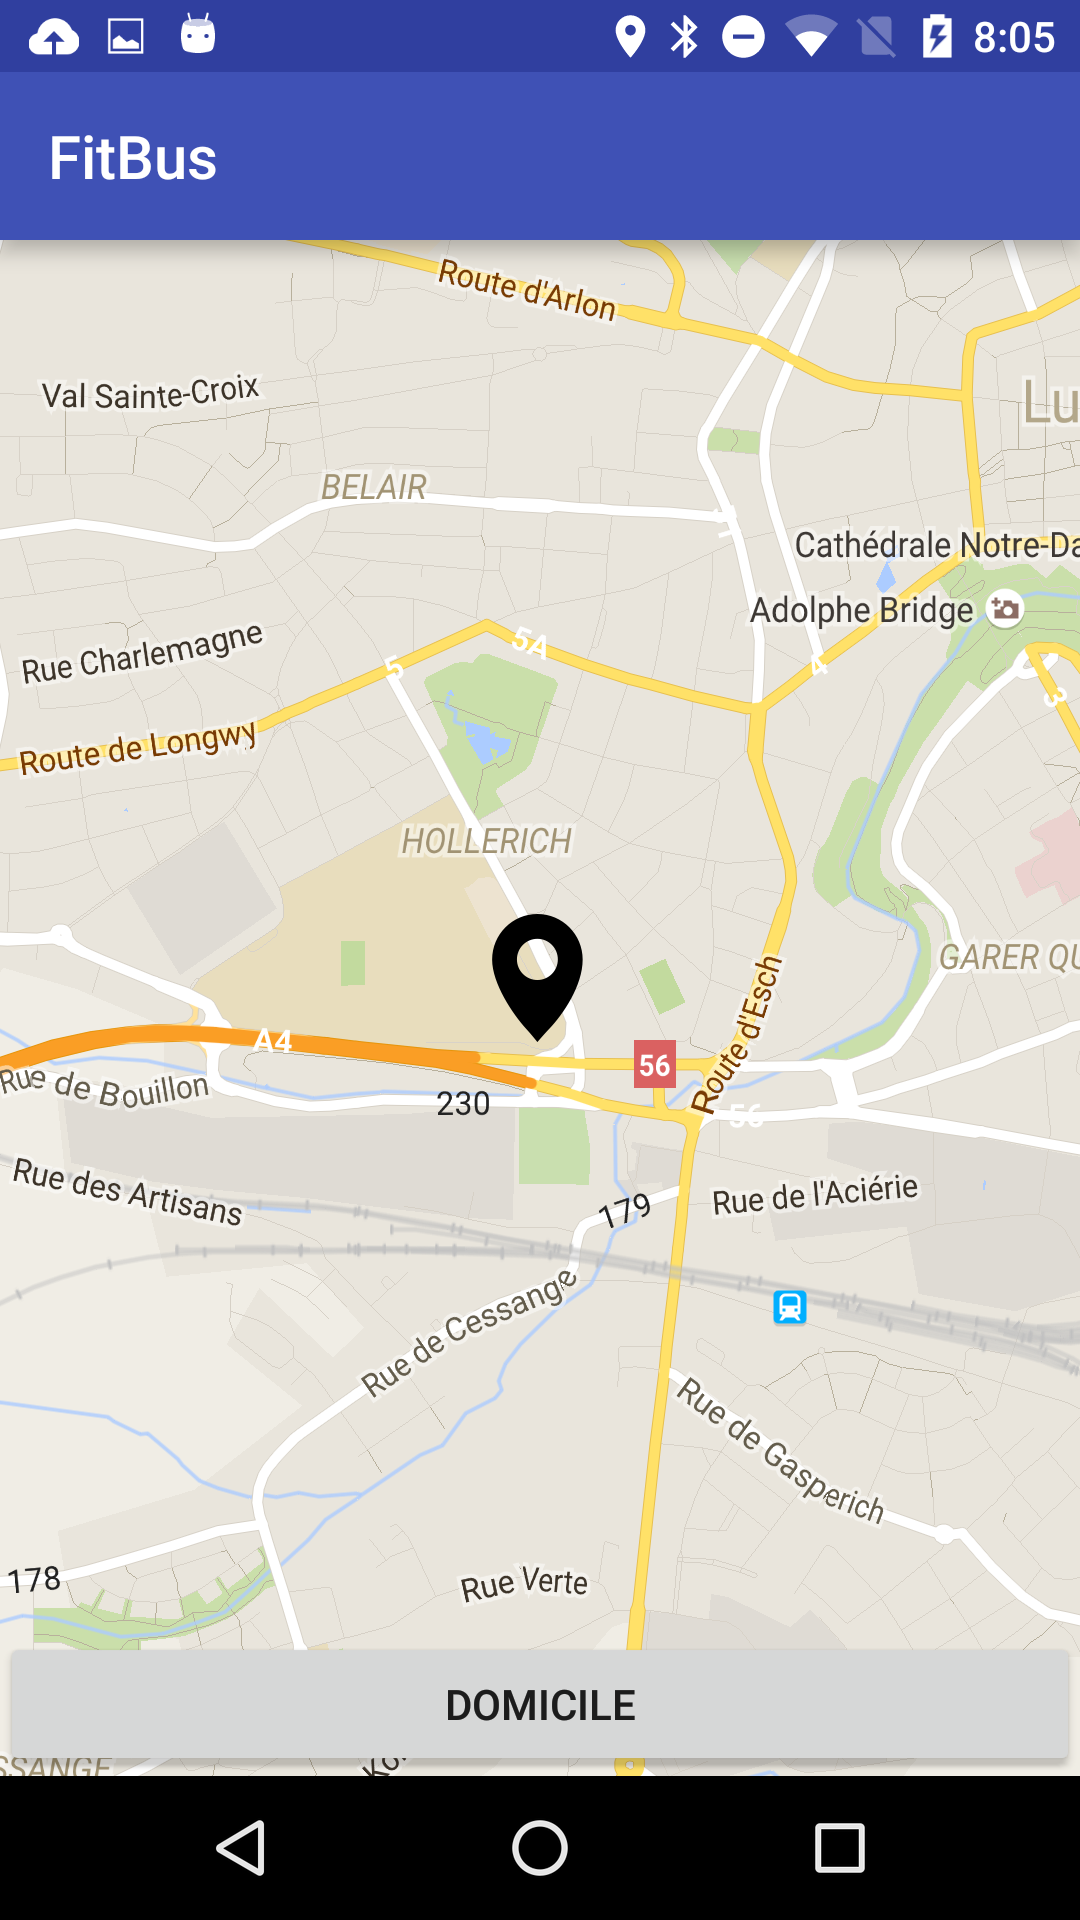 8:05
FitBus
Route d'Arlon
Val Sainte-Croix
Lu
BELAIR
Cathédrale Notre-Da
Adolphe Bridge
Rue Charlemagne
5A
5
4
3
Route de Longwy
HOLLERICH
GARER QU
Route d'Esch
A4
56
Rue de Bouillon
230
56
Rue des Artisans
179
Rue de l'Aciérie
Rue de Cessange
Rue de Gasperich
178
Rue Verte
DOMICILE
SSANGE